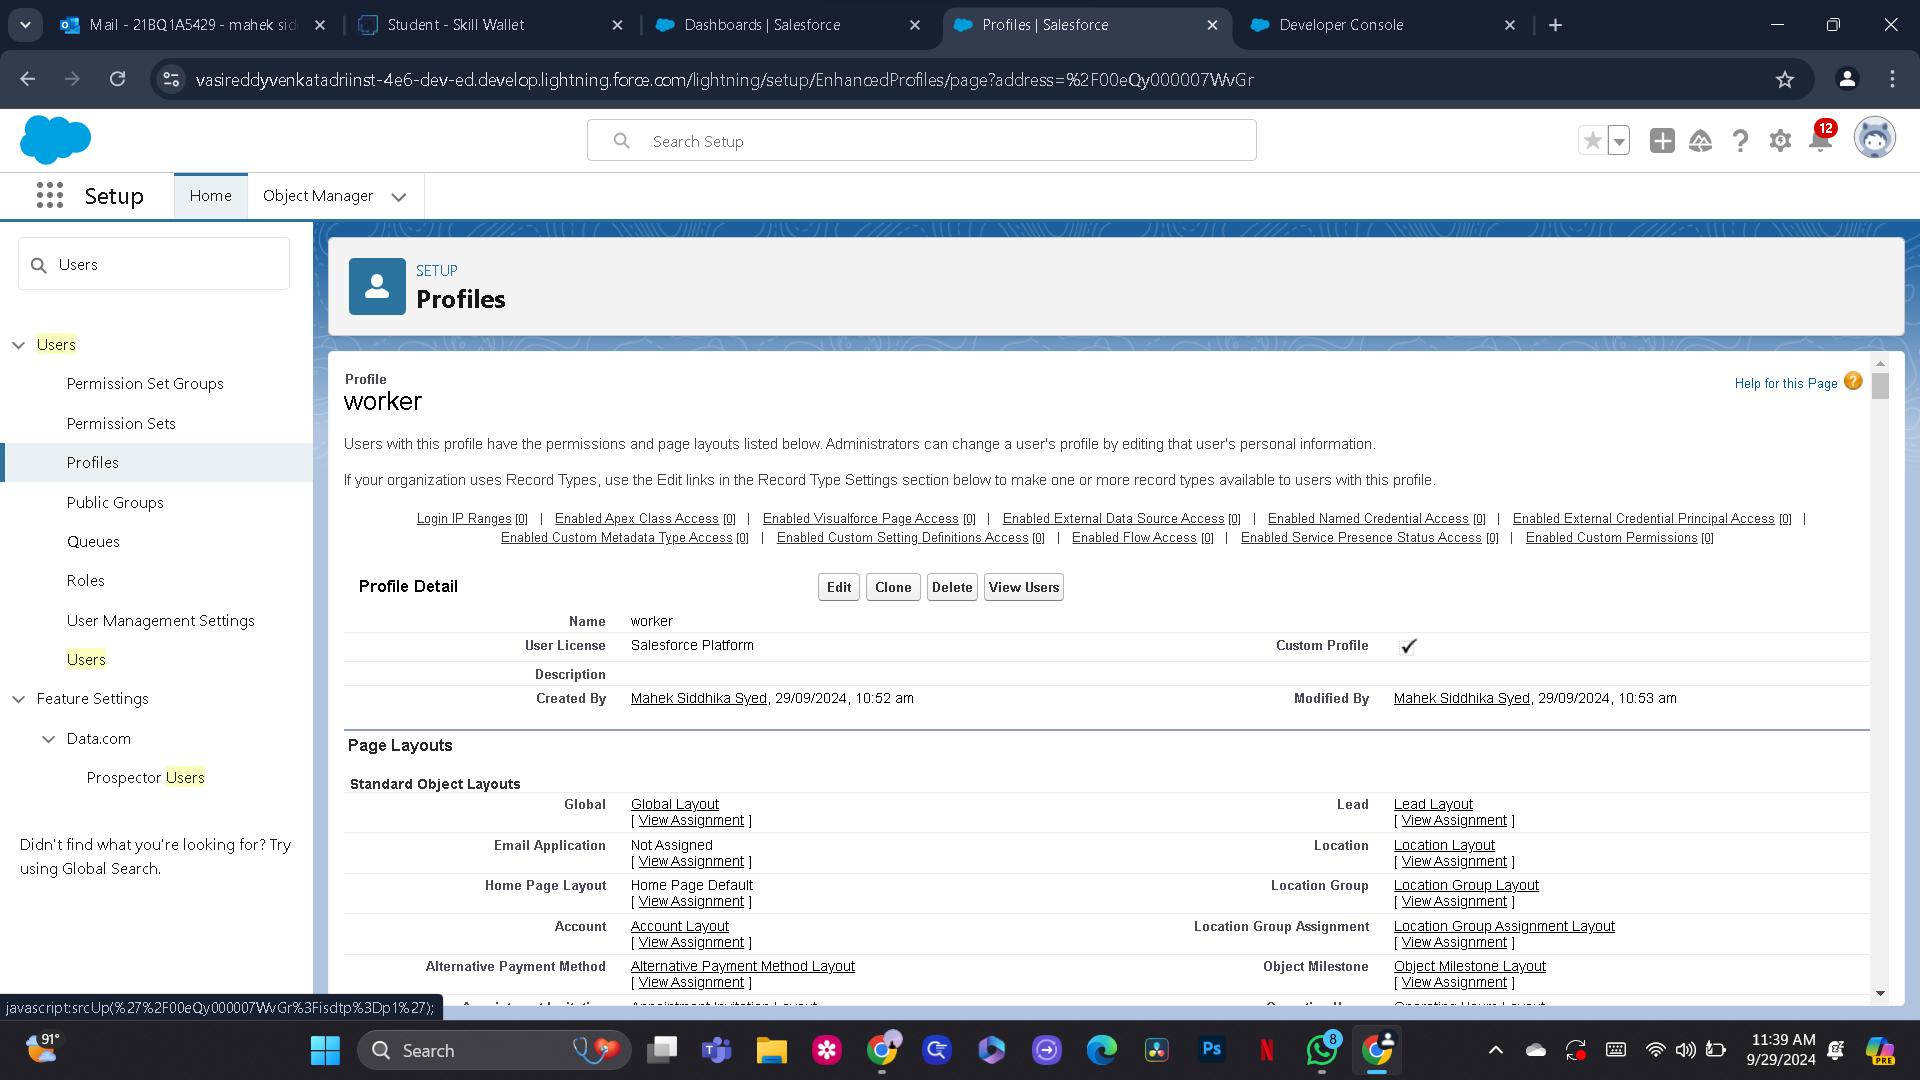 Mail - 21BQ1A5429 - mahek sid
Student - Skill Wallet
Dashboards | Salesforce
Profiles | Salesforce
Developer Console
vasireddyvenkatadriinst-4e6-dev-ed.develop.lightning.force.com/lightning/setup/EnhancedProfiles/page?address=%2F00eQy000007WvGr
Search Setup
12
Setup
Home
Object Manager
Users
Users
Permission Set Groups
Permission Sets
Profiles
Public Groups
Queues
Roles
User Management Settings
Users
Feature Settings
Data.com
Prospector Users
Didn't find what you're looking for? Try
using Global Search.
SETUP
Profiles
Profile
worker
Help for this Page
Users with this profile have the permissions and page layouts listed below. Administrators can change a user's profile by editing that user's personal information.
If your organization uses Record Types, use the Edit links in the Record Type Settings section below to make one or more record types available to users with this profile.
Login IP Ranges [0] | Enabled Apex Class Access [0] | Enabled Visualforce Page Access [0] | Enabled External Data Source Access [0] | Enabled Named Credential Access [0] | Enabled External Credential Principal Access [0] |
Enabled Custom Metadata Type Access [0] | Enabled Custom Setting Definitions Access [0] | Enabled Flow Access [0] | Enabled Service Presence Status Access [0] | Enabled Custom Permissions [0]
Profile Detail
Edit Clone Delete View Users
Name worker
User License Salesforce Platform Custom Profile
Description
Created By Mahek Siddhika Syed, 29/09/2024, 10:52 am Modified By Mahek Siddhika Syed, 29/09/2024, 10:53 am
Page Layouts
Standard Object Layouts
Global Global Layout Lead Lead Layout
[ View Assignment ] [ View Assignment ]
Email Application Not Assigned Location Location Layout
[ View Assignment ] [ View Assignment ]
Home Page Layout Home Page Default Location Group Location Group Layout
[ View Assignment ] [ View Assignment ]
Account Account Layout Location Group Assignment Location Group Assignment Layout
[ View Assignment ] [ View Assignment ]
Alternative Payment Method Alternative Payment Method Layout Object Milestone Object Milestone Layout
[ View Assignment ] [ View Assignment ]
Appointment Invitation Appointment Invitation Layout Operating Hours Operating Hours Layout
javascript:srcUp(%27%2F00eQy000007WvGr%3Fisdtp%3Dp1%27);
91°
Search
Ps
8
11:39 AM
9/29/2024
PRE